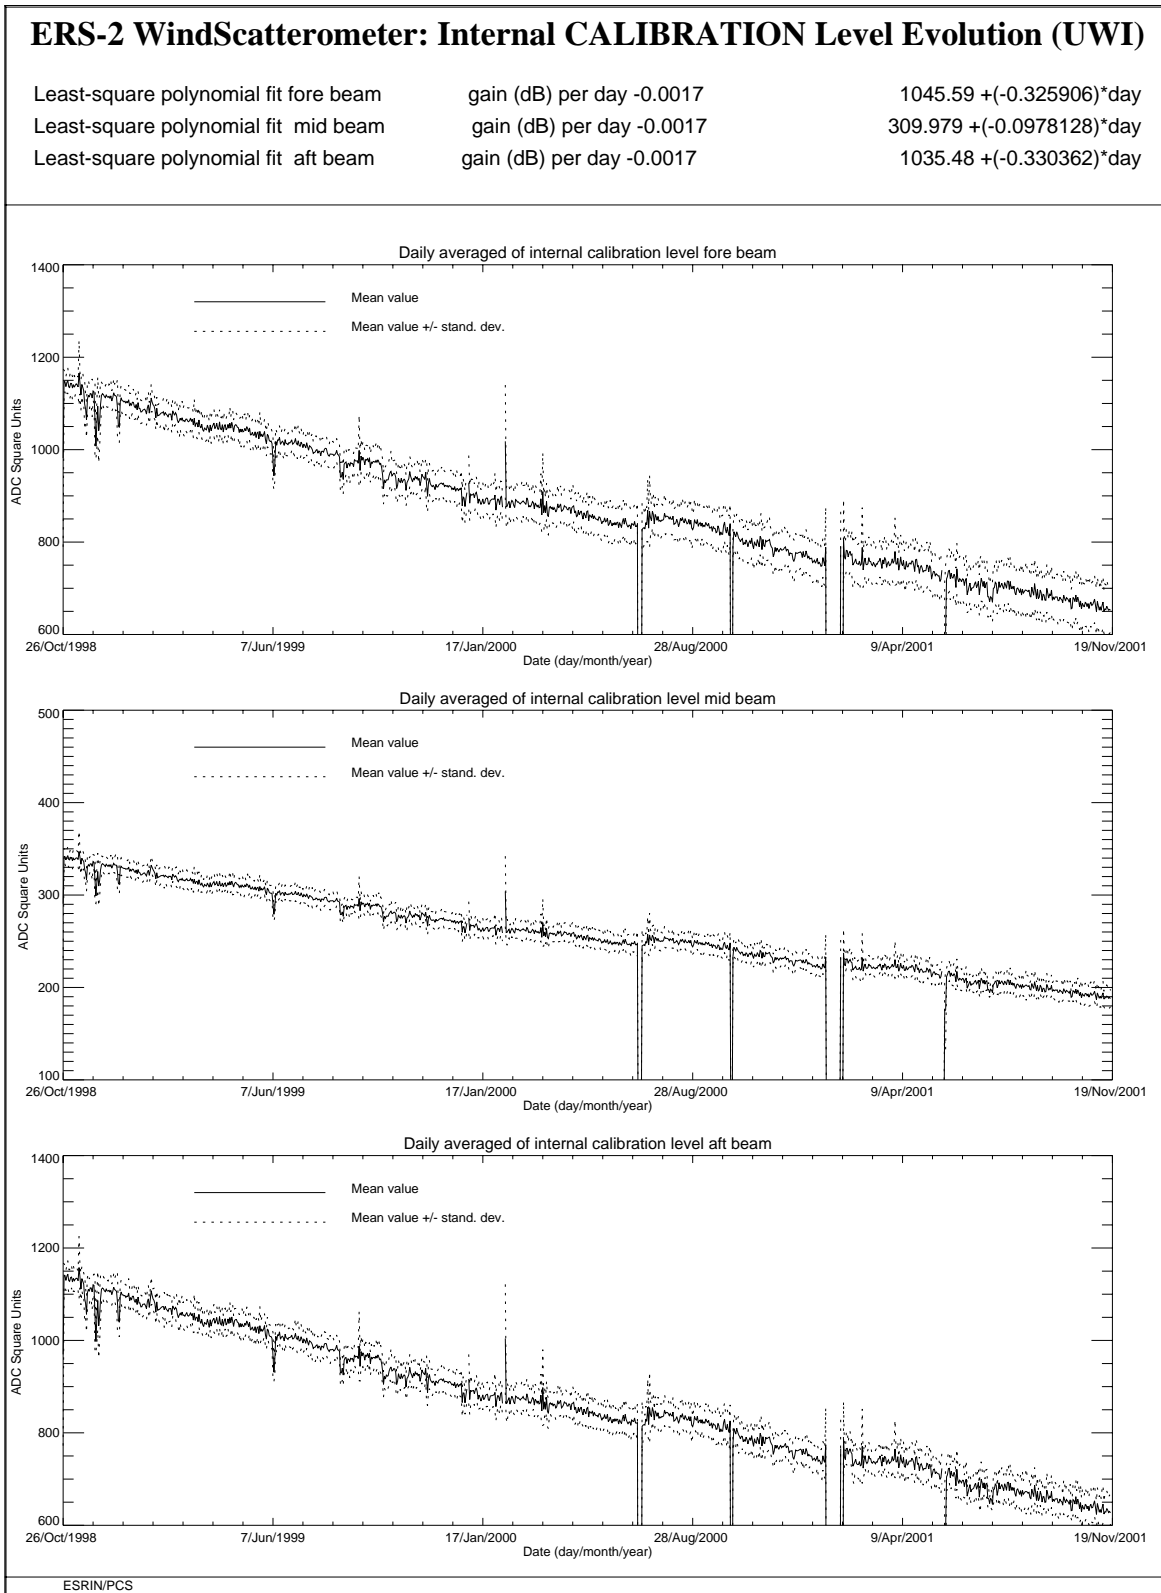 ERS-2 WindScatterometer: Internal CALIBRATION Level Evolution (UWI)
Least-square polynomial fit fore beam gain (dB) per day -0.0017 1045.59 +(-0.325906)*day
Least-square polynomial fit mid beam gain (dB) per day -0.0017 309.979 +(-0.0978128)*day
Least-square polynomial fit aft beam gain (dB) per day -0.0017 1035.48 +(-0.330362)*day
Daily averaged of internal calibration level fore beam
1400
1200
1000
800
600
ADC Square Units
Mean value
Mean value +/- stand. dev.
26/Oct/1998 7/Jun/1999 17/Jan/2000 28/Aug/2000 9/Apr/2001 19/Nov/2001
Date (day/month/year)
Daily averaged of internal calibration level mid beam
500
400
300
200
100
ADC Square Units
Mean value
Mean value +/- stand. dev.
26/Oct/1998 7/Jun/1999 17/Jan/2000 28/Aug/2000 9/Apr/2001 19/Nov/2001
Date (day/month/year)
Daily averaged of internal calibration level aft beam
1400
1200
1000
800
600
ADC Square Units
Mean value
Mean value +/- stand. dev.
26/Oct/1998 7/Jun/1999 17/Jan/2000 28/Aug/2000 9/Apr/2001 19/Nov/2001
Date (day/month/year)
ESRIN/PCS